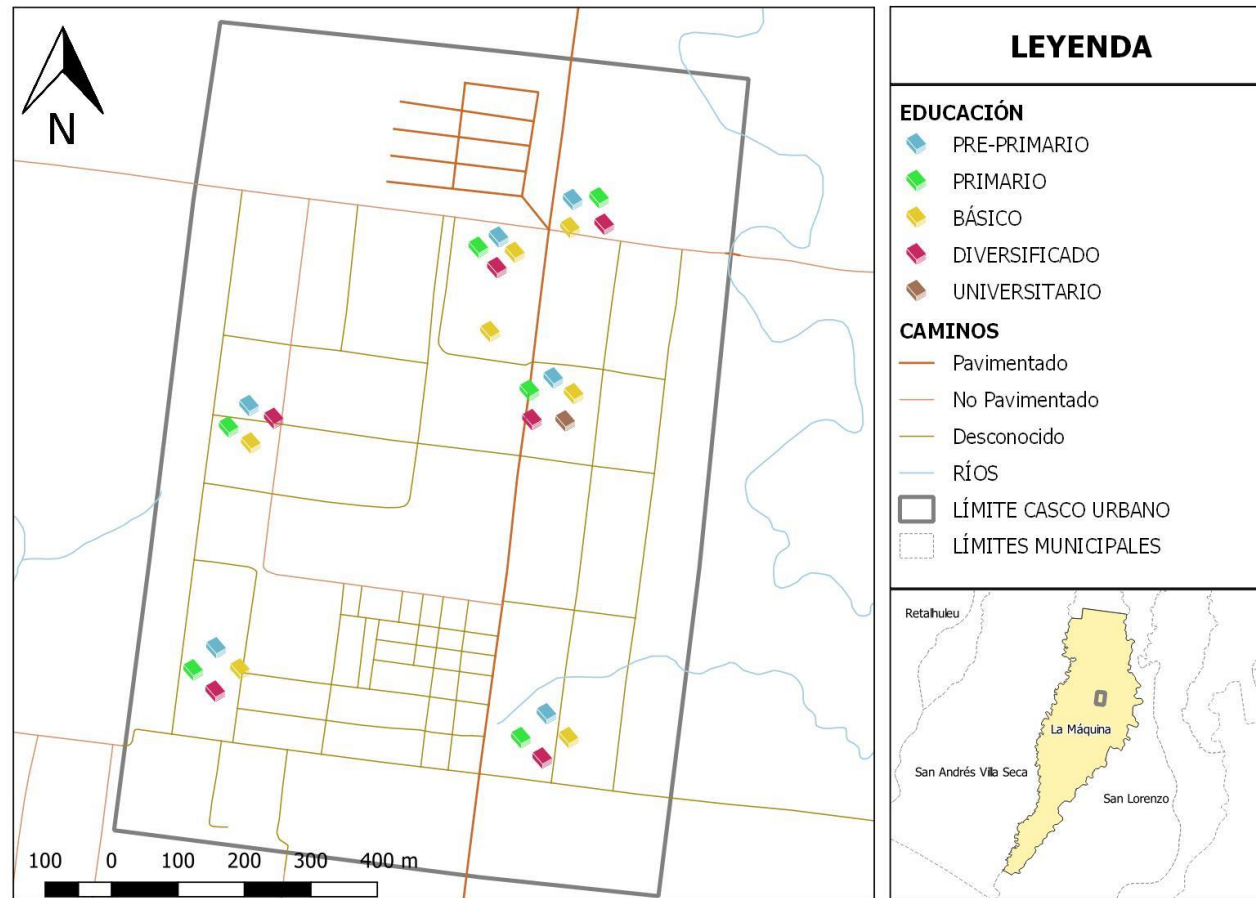 N
100 0 100 200 300 400 m
LEYENDA
EDUCACIÓN
PRE-PRIMARIO
PRIMARIO
BÁSICO
DIVERSIFICADO
UNIVERSITARIO
CAMINOS
Pavimentado
No Pavimentado
Desconocido
RÍOS
LÍMITE CASCO URBANO
LÍMITES MUNICIPALES
Retalhuleu
La Máquina
San Andrés Villa Seca
San Lorenzo